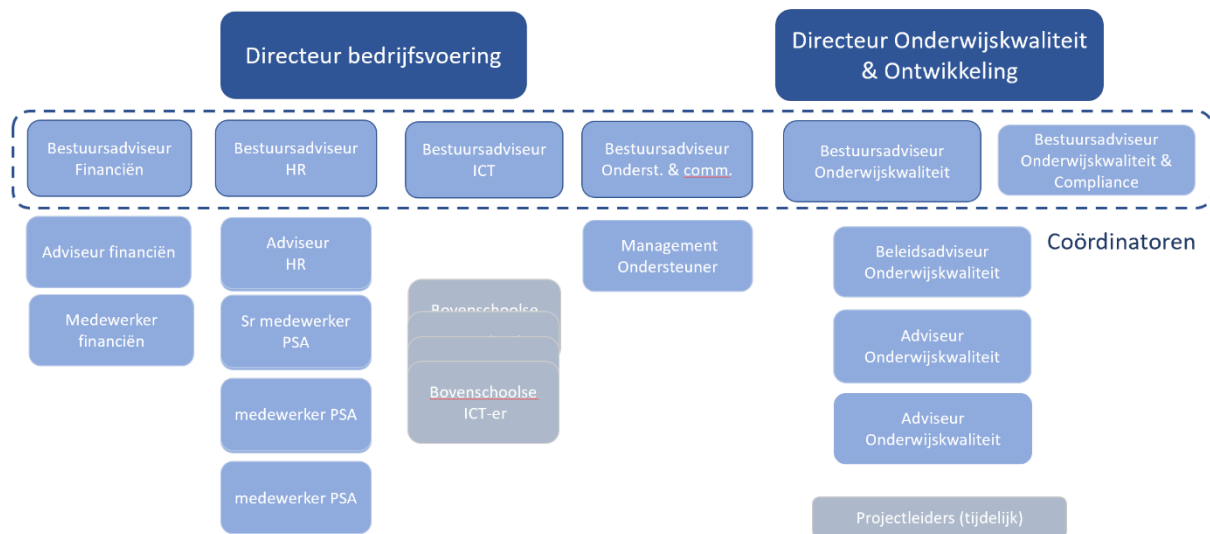 Directeur bedrijfsvoering
Directeur Onderwijskwaliteit
& Ontwikkeling
Bestuursadviseur
Financiën
Bestuursadviseur
HR
Bestuursadviseur
ICT
Bestuursadviseur
Onderst. & comm.
Bestuursadviseur
Onderwijskwaliteit
Bestuursadviseur
Onderwijskwaliteit &
Compliance
Coördinatoren
Adviseur financiën
Medewerker
financiën
Adviseur
HR
Sr medewerker
PSA
medewerker PSA
medewerker PSA
Bovenschoolse
Bovenschoolse
ICT-er
Management
Ondersteuner
Beleidsadviseur
Onderwijskwaliteit
Adviseur
Onderwijskwaliteit
Adviseur
Onderwijskwaliteit
Projectleiders (tijdelijk)